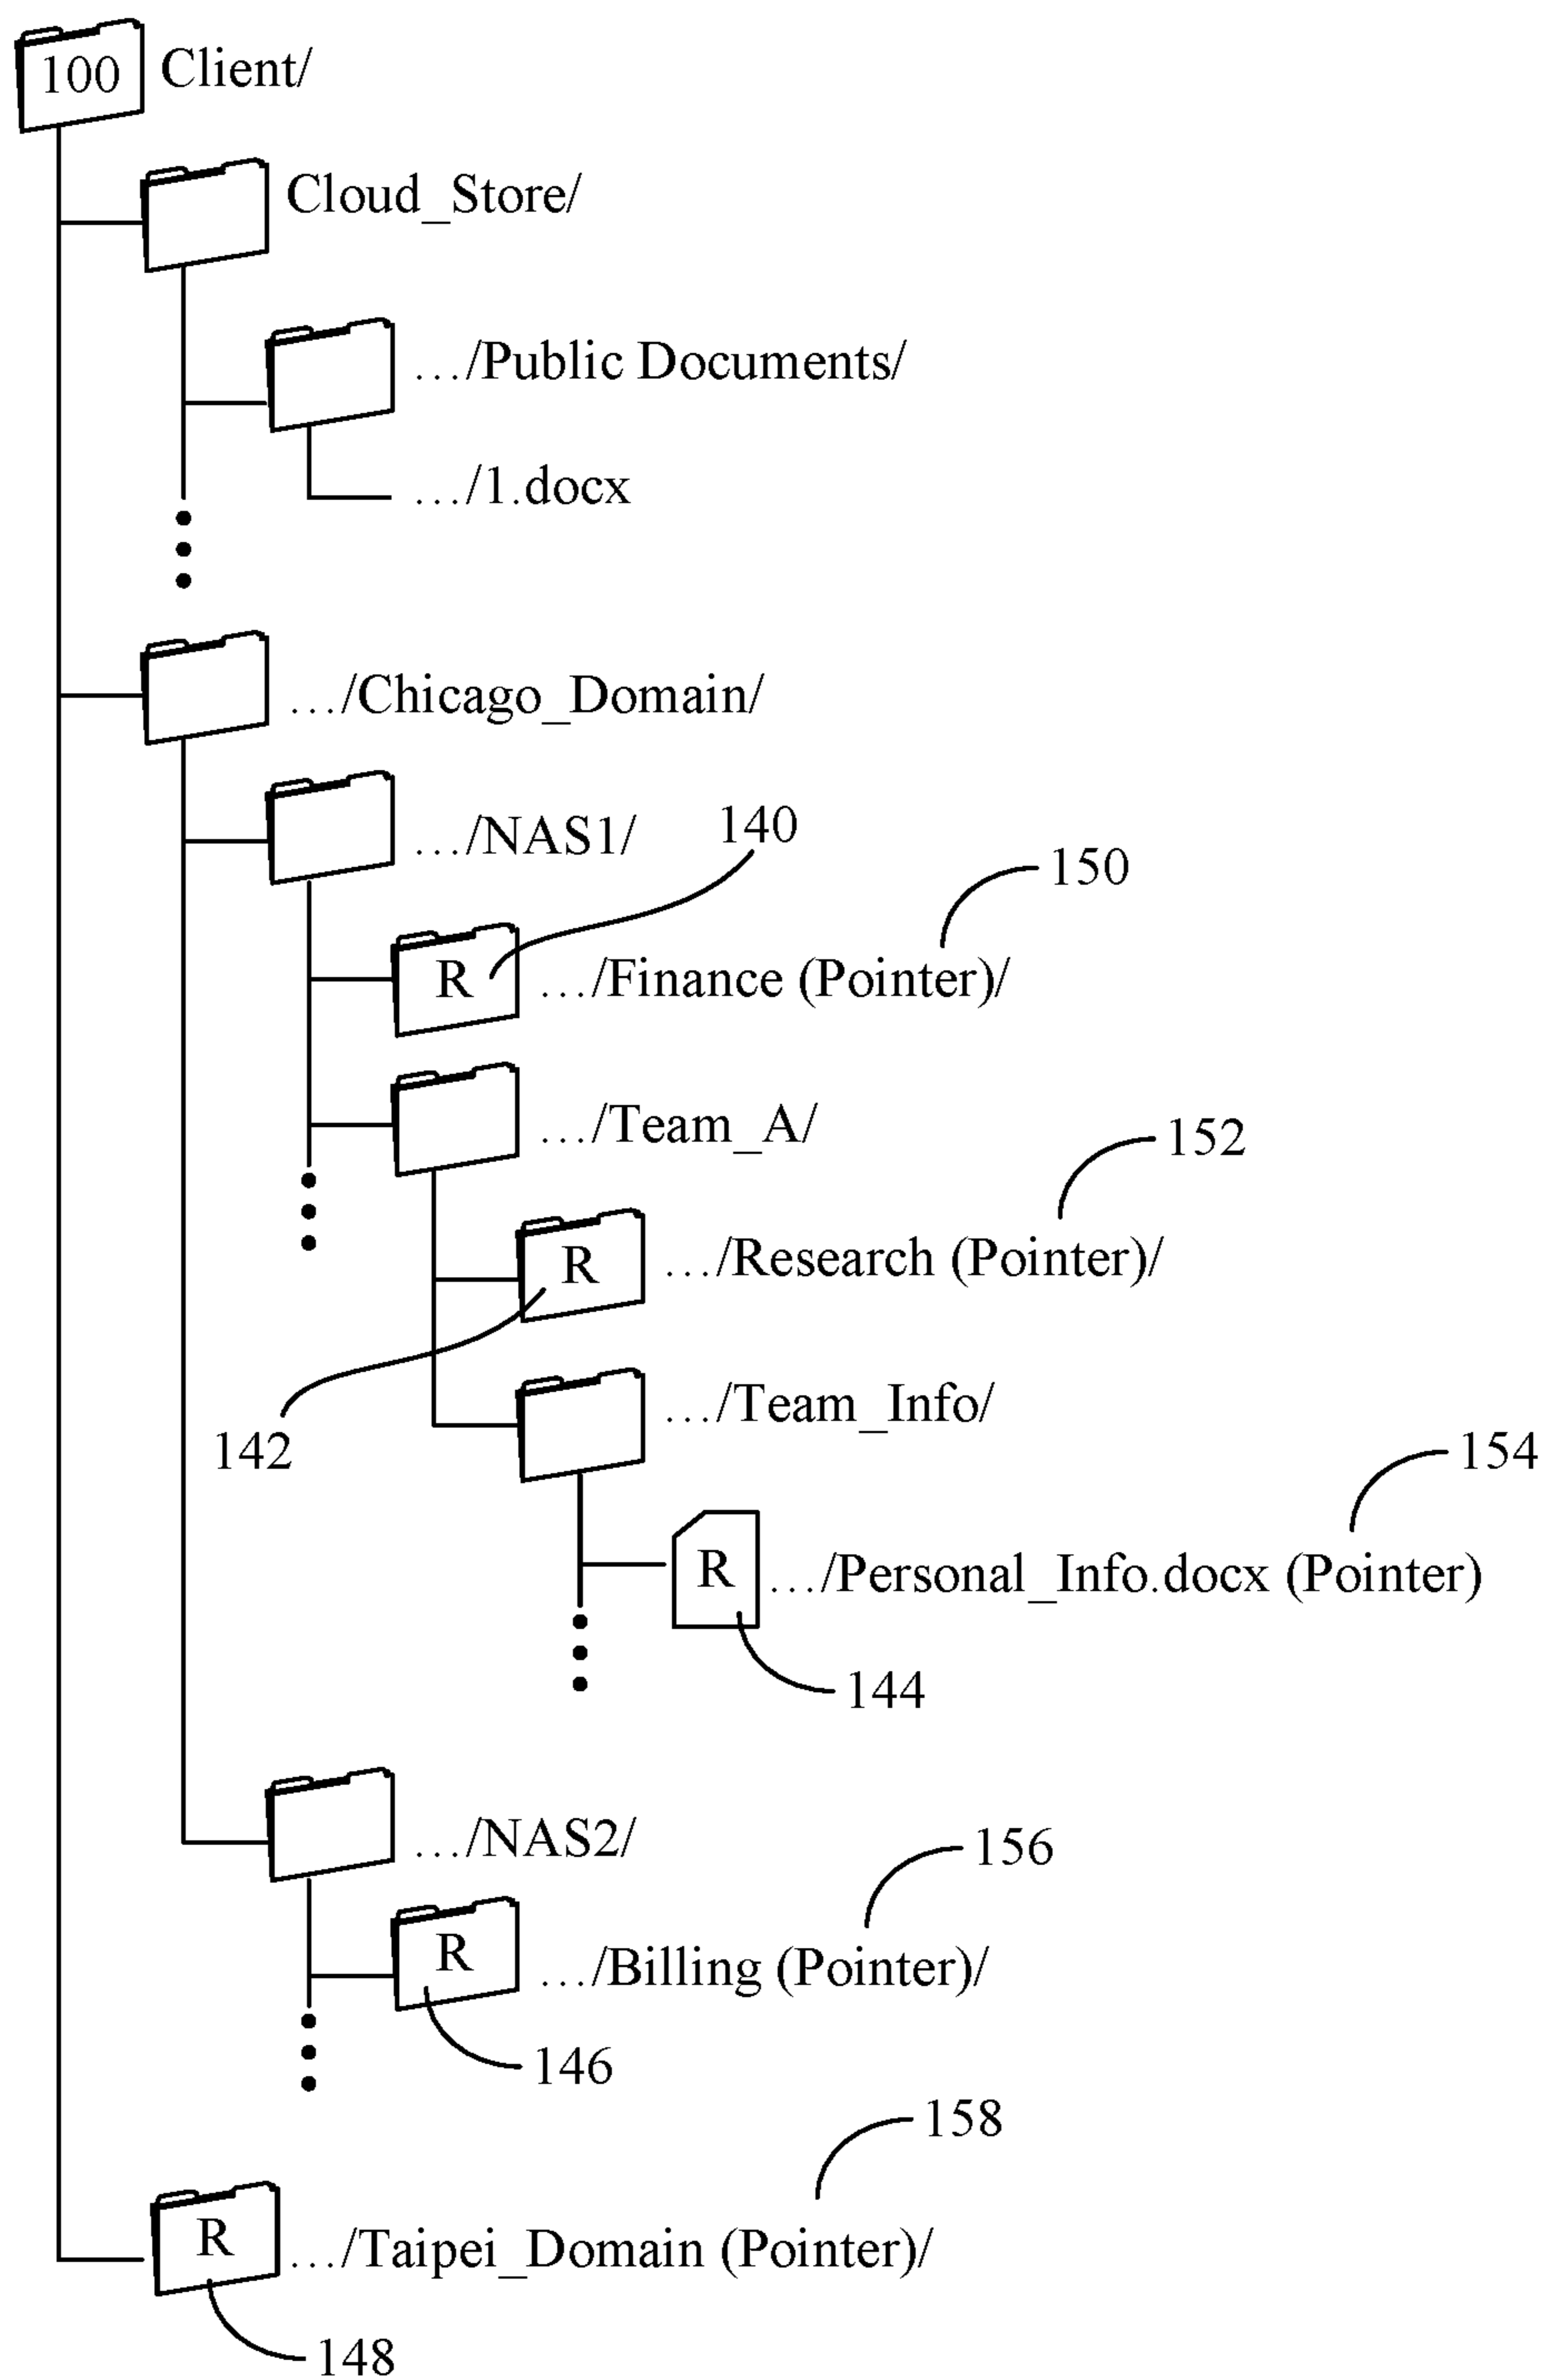 100 Client/
Cloud_Store/
…/Public Documents/
…/1.docx
…/Chicago_Domain/
140
…/NAS1/
150
R …/Finance (Pointer)/
…/Team_A/
152
R …/Research (Pointer)/
…/Team_Info/
142
154
R …/Personal_Info.docx (Pointer)
144
…/NAS2/
156
R …/Billing (Pointer)/
146
158
R …/Taipei_Domain (Pointer)/
148